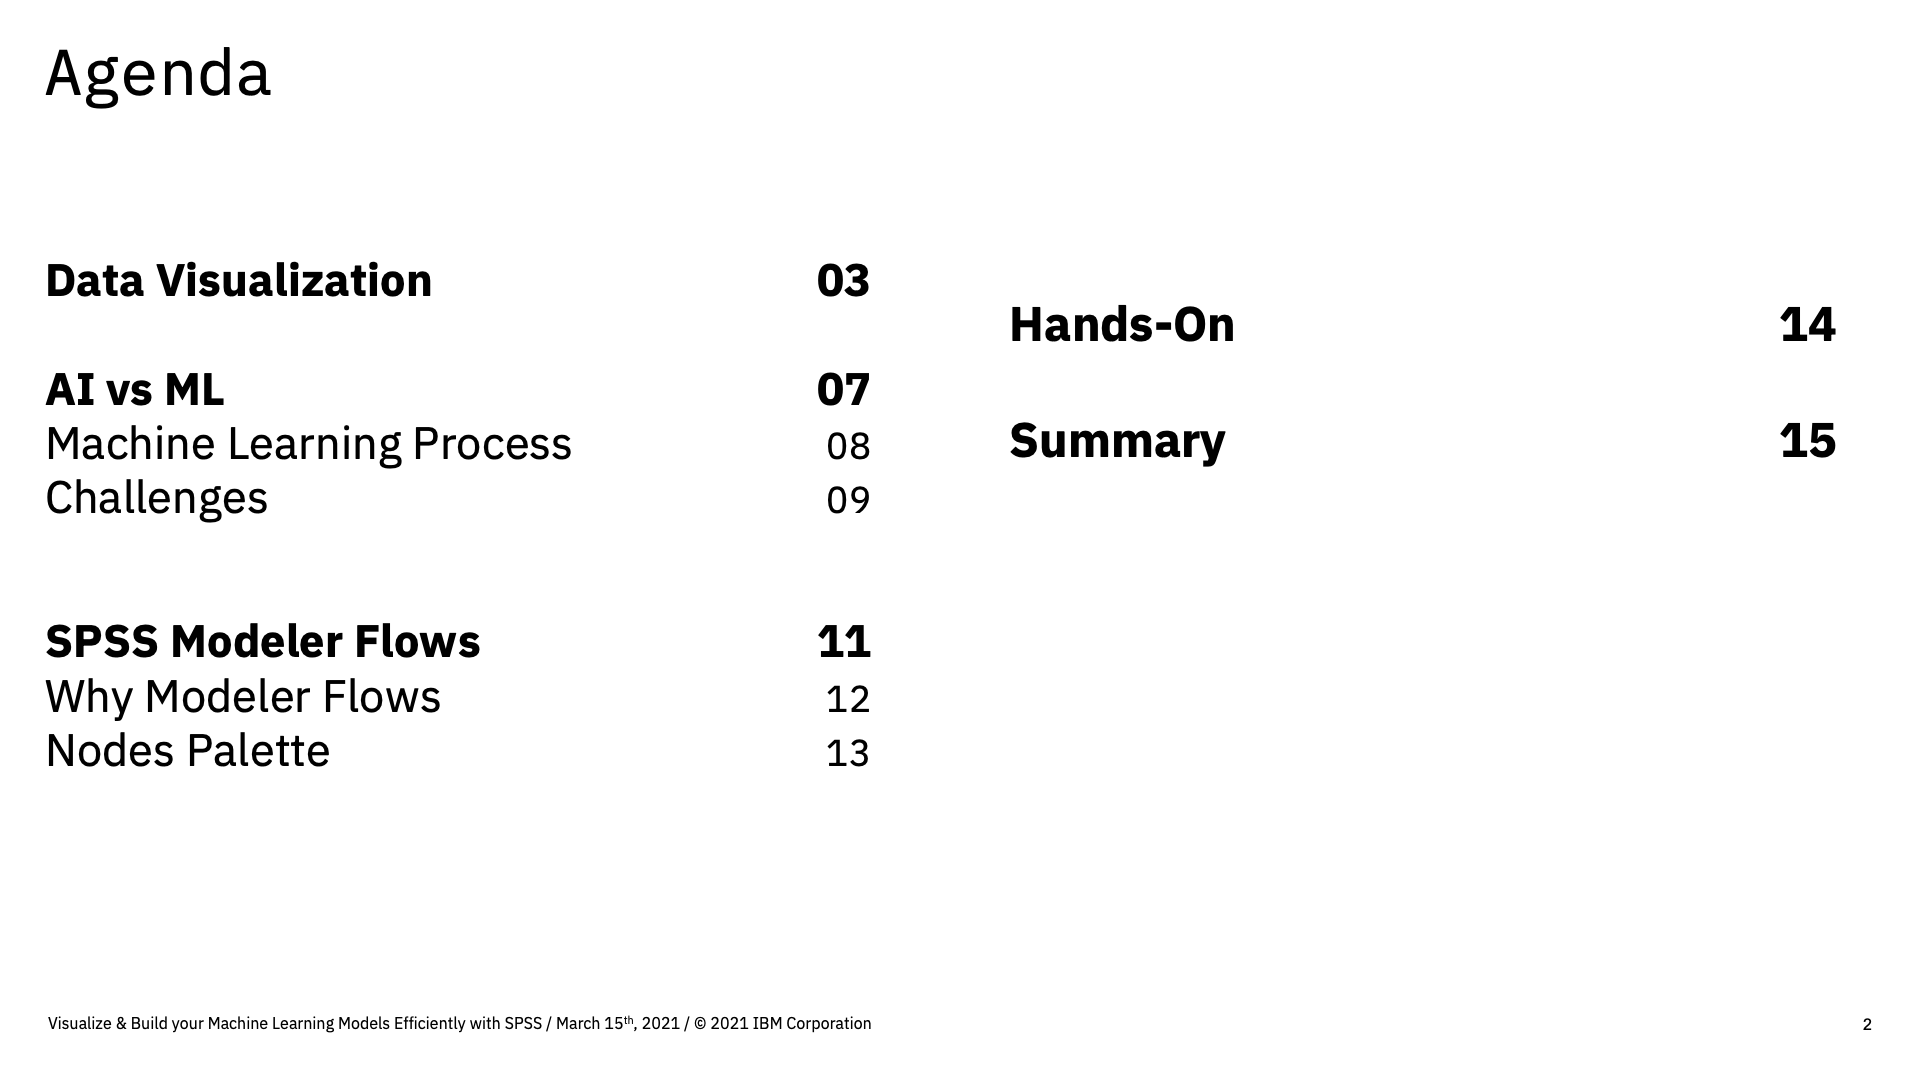 Agenda
Data Visualization 03
AI vs ML 07
Machine Learning Process 08
Challenges 09
SPSS Modeler Flows 11
Why Modeler Flows 12
Nodes Palette 13
Hands-On 14
Summary 15
Visualize & Build your Machine Learning Models Efficiently with SPSS / March 15th, 2021 / © 2021 IBM Corporation
2